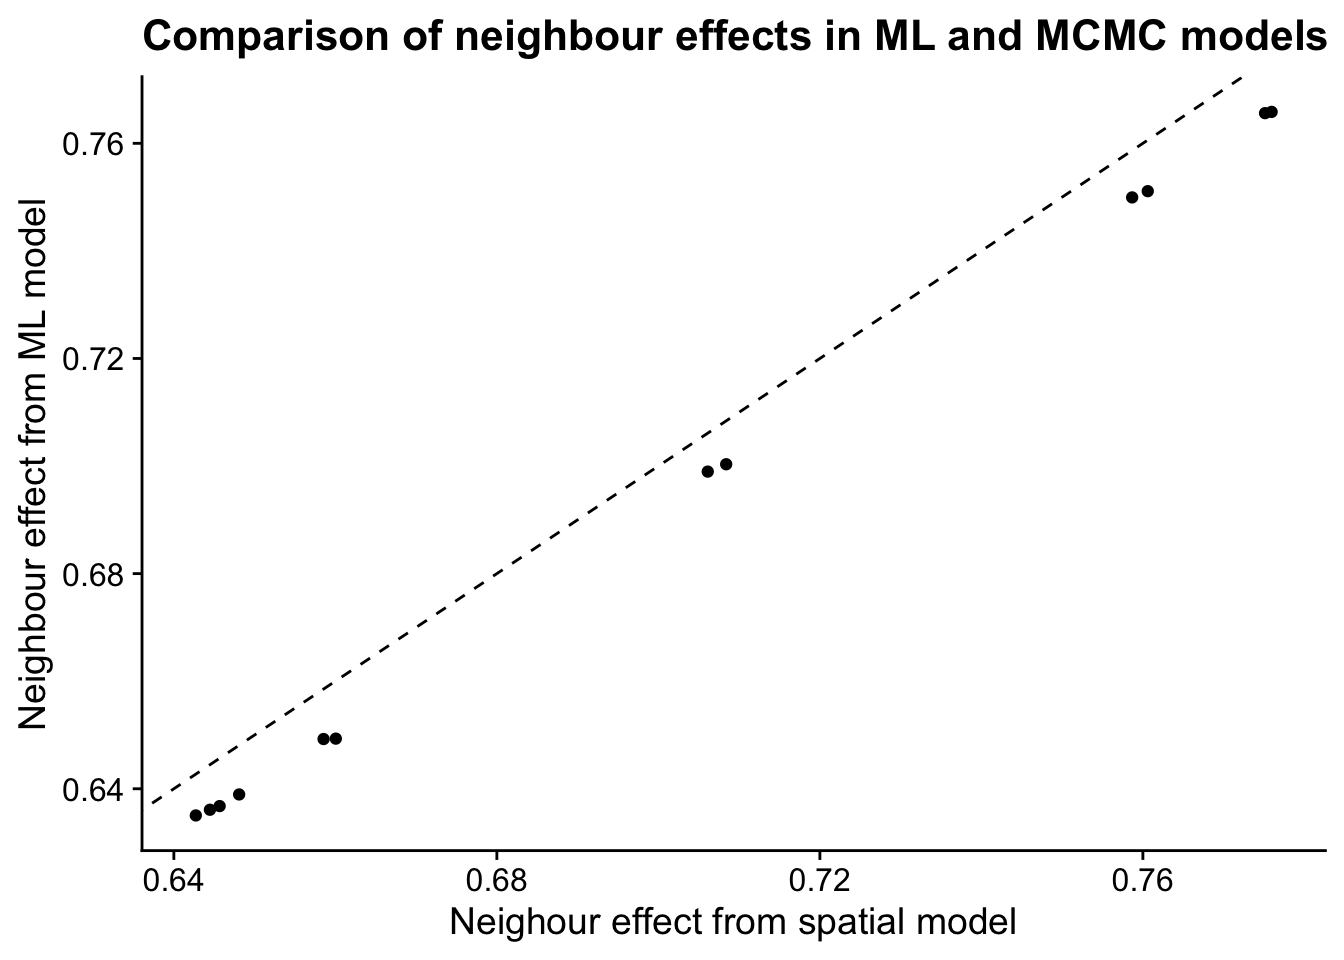 Comparison of neighbour effects in ML and MCMC models
Neighbour effect from ML model
0.76
0.72
0.68
0.64
0.64 0.68 0.72 0.76
Neighour effect from spatial model